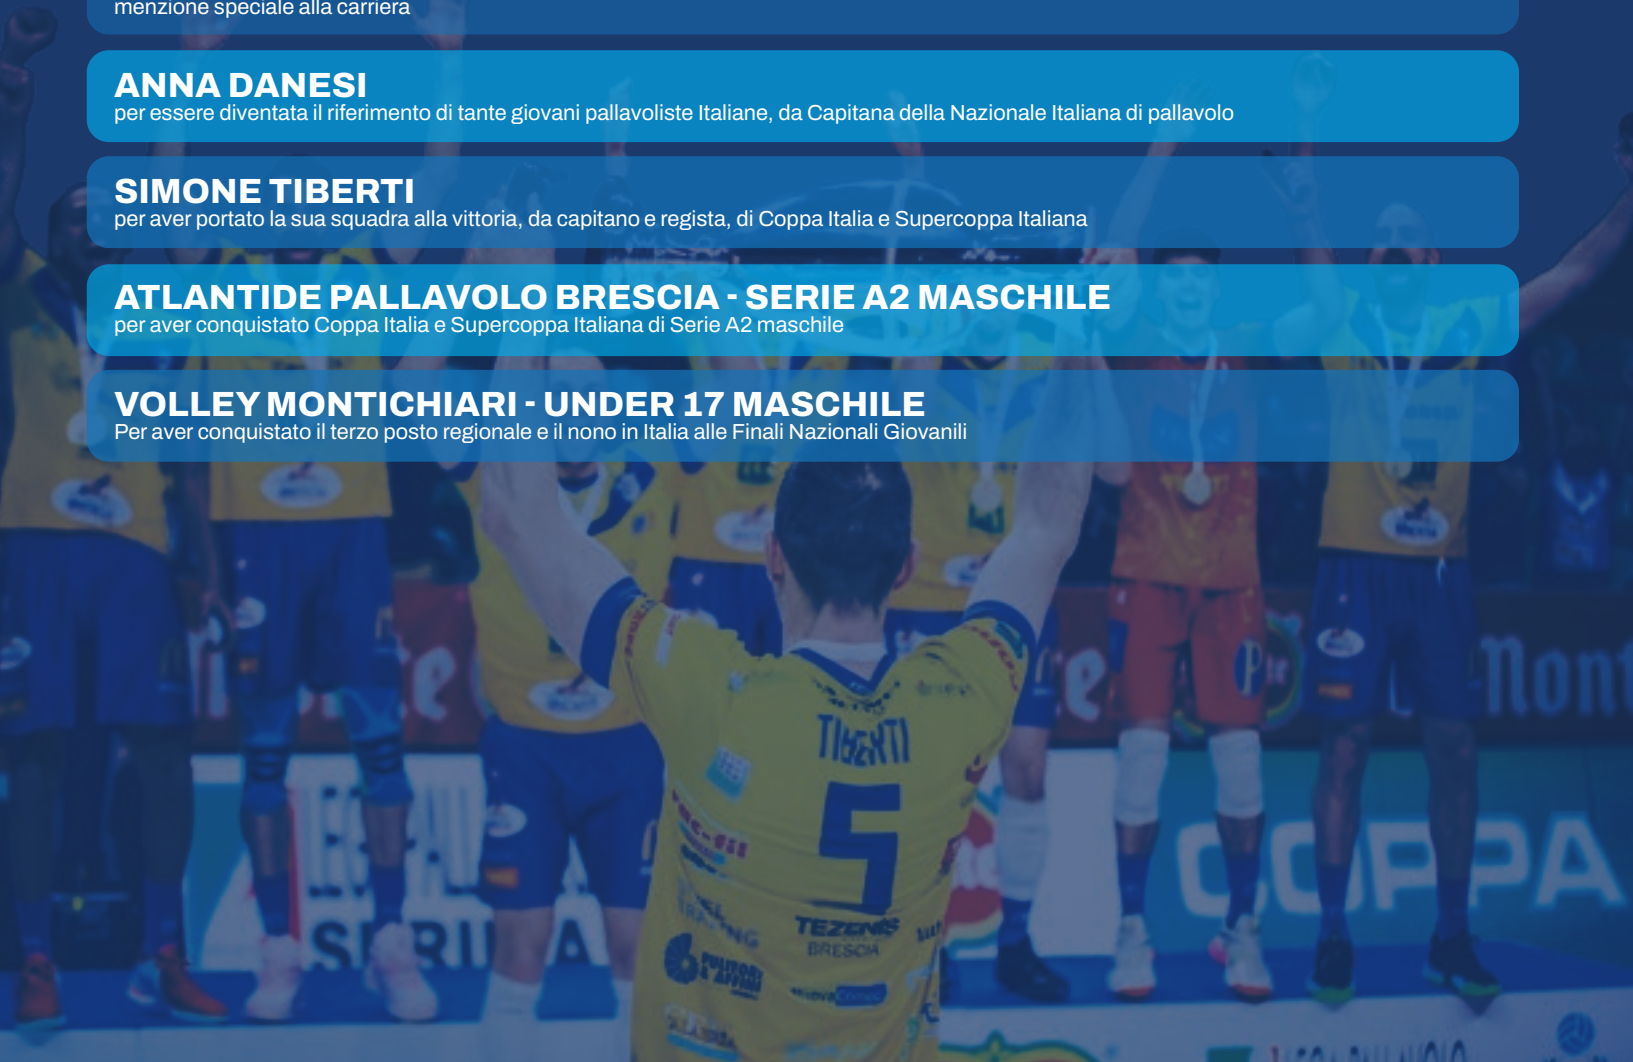 menzione speciale alla carriera
ANNA DANESI
per essere diventata il riferimento di tante giovani pallavoliste Italiane, da Capitana della Nazionale Italiana di pallavolo
SIMONE TIBERTI
per aver portato la sua squadra alla vittoria, da capitano e regista, di Coppa Italia e Supercoppa Italiana
ATLANTIDE PALLAVOLO BRESCIA - SERIE A2 MASCHILE
per aver conquistato Coppa Italia e Supercoppa Italiana di Serie A2 maschile
VOLLEY MONTICHIARI - UNDER 17 MASCHILE
Per aver conquistato il terzo posto regionale e il nono in Italia alle Finali Nazionali Giovanili
TIBERTI
5
COPPA
TEZENIS
BRESCIA